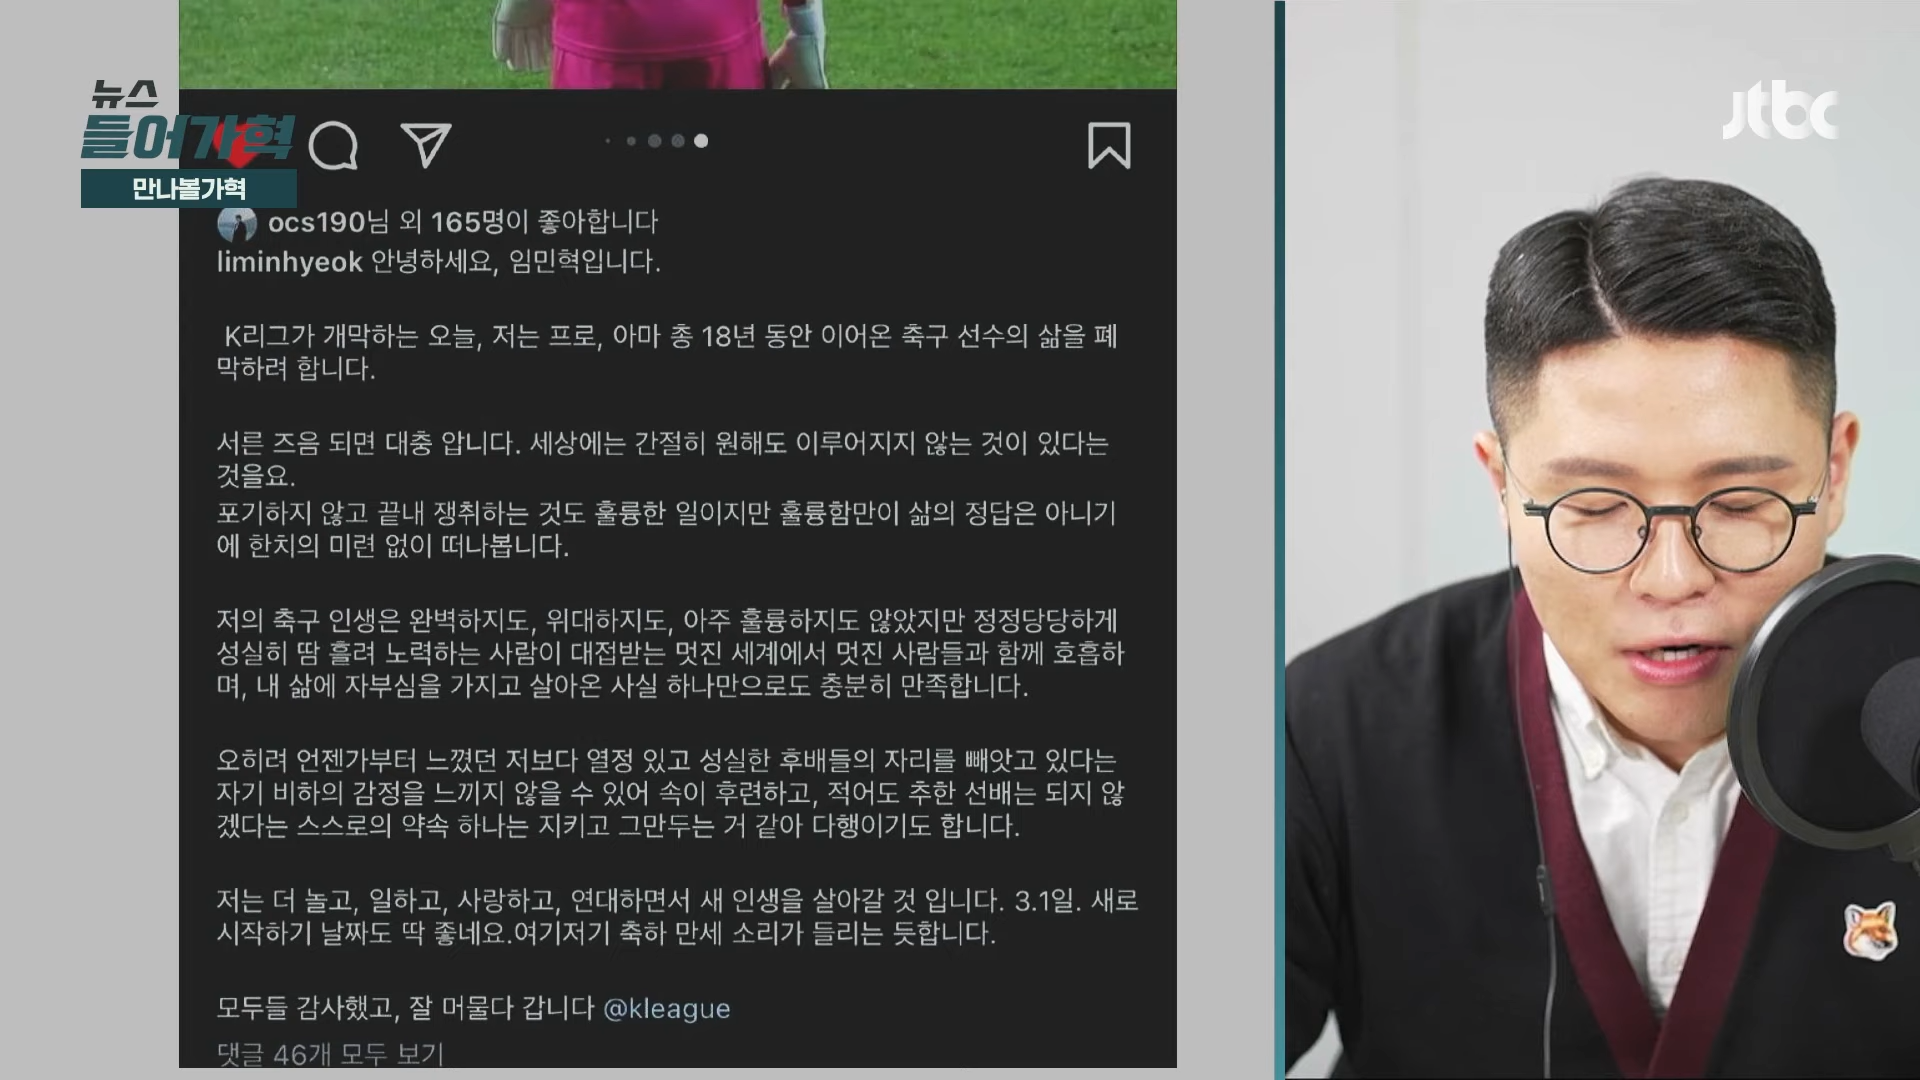 뉴스
들어가혁
만나볼가혁
jtbc
ocs190님 외 165명이 좋아합니다
liminhyeok 안녕하세요, 임민혁입니다.
K리그가 개막하는 오늘, 저는 프로, 아마 총 18년 동안 이어온 축구 선수의 삶을 폐
막하려 합니다.
서른 즈음 되면 대충 압니다. 세상에는 간절히 원해도 이루어지지 않는 것이 있다는
것을요.
포기하지 않고 끝내 쟁취하는 것도 훌륭한 일이지만 훌륭함만이 삶의 정답은 아니기
에 한치의 미련 없이 떠나봅니다.
저의 축구 인생은 완벽하지도, 위대하지도, 아주 훌륭하지도 않았지만 정정당당하게
성실히 땀 흘려 노력하는 사람이 대접받는 멋진 세계에서 멋진 사람들과 함께 호흡하
며, 내 삶에 자부심을 가지고 살아온 사실 하나만으로도 충분히 만족합니다.
오히려 언젠가부터 느꼈던 저보다 열정 있고 성실한 후배들의 자리를 빼앗고 있다는
자기 비하의 감정을 느끼지 않을 수 있어 속이 후련하고, 적어도 추한 선배는 되지 않
겠다는 스스로의 약속 하나는 지키고 그만두는 거 같아 다행이기도 합니다.
저는 더 놀고, 일하고, 사랑하고, 연대하면서 새 인생을 살아갈 것 입니다. 3.1일. 새로
시작하기 날짜도 딱 좋네요.여기저기 축하 만세 소리가 들리는 듯합니다.
모두들 감사했고, 잘 머물다 갑니다 @kleague
댓글 46개 모두 보기